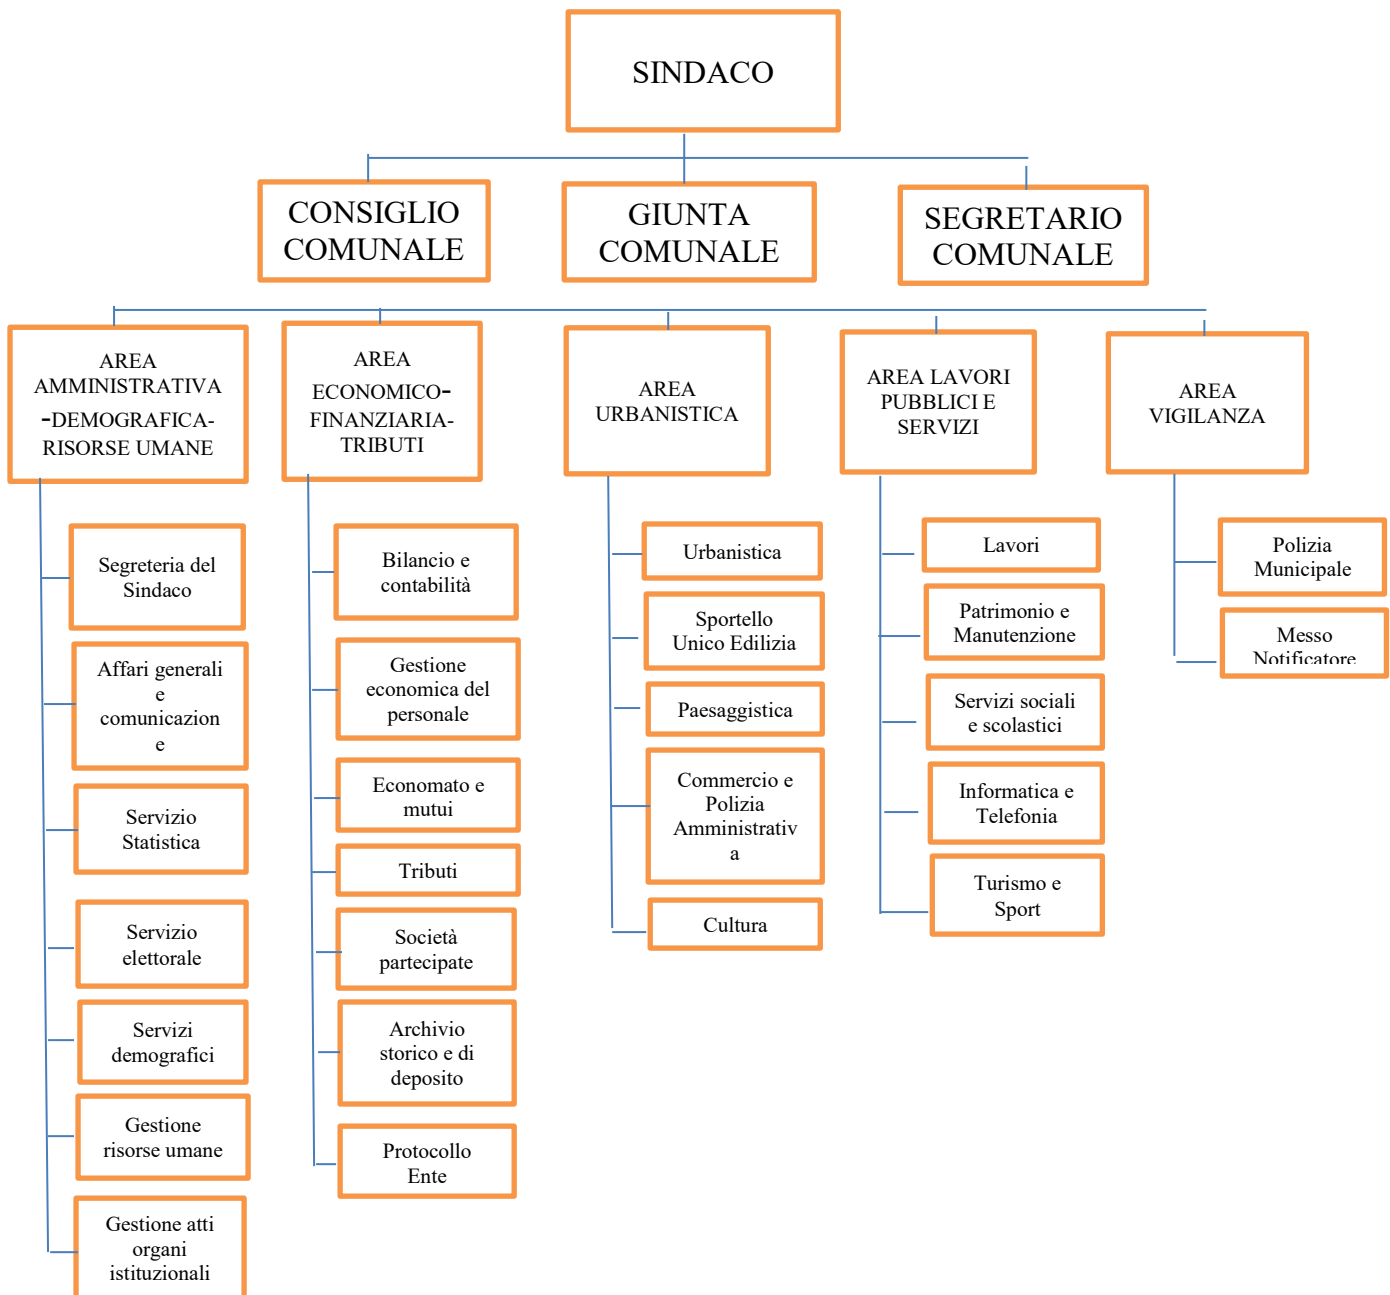 SINDACO
CONSIGLIO
COMUNALE
GIUNTA
COMUNALE
SEGRETARIO
COMUNALE
AREA
AMMINISTRATIVA
-DEMOGRAFICA-
RISORSE UMANE
AREA
ECONOMICO-
FINANZIARIA-
TRIBUTI
AREA
URBANISTICA
AREA LAVORI
PUBBLICI E
SERVIZI
AREA
VIGILANZA
Segreteria del
Sindaco
Affari generali
e
comunicazion
e
Servizio
Statistica
Servizio
elettorale
Servizi
demografici
Gestione
risorse umane
Gestione atti
organi
istituzionali
Bilancio e
contabilità
Gestione
economica del
personale
Economato e
mutui
Tributi
Società
partecipate
Archivio
storico e di
deposito
Protocollo
Ente
Urbanistica
Sportello
Unico Edilizia
Paesaggistica
Commercio e
Polizia
Amministrativ
a
Cultura
Lavori
Patrimonio e
Manutenzione
Servizi sociali
e scolastici
Informatica e
Telefonia
Turismo e
Sport
Polizia
Municipale
Messo
Notificatore